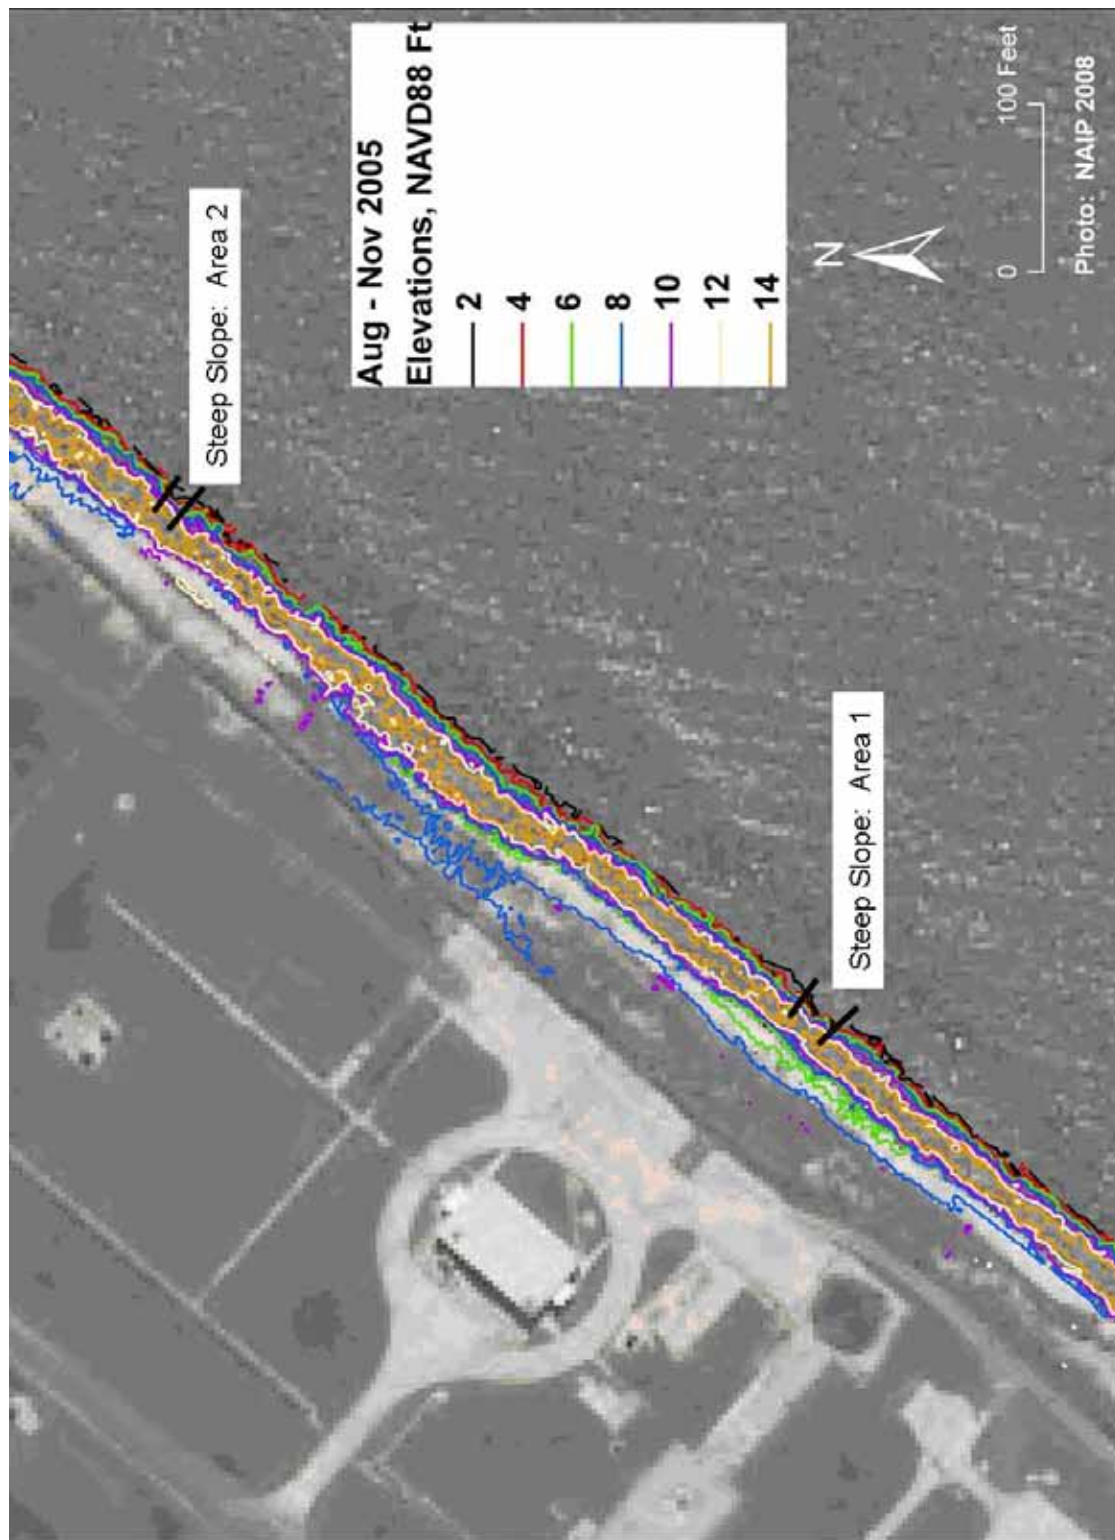 Steep Slope: Area 2
Aug - Nov 2005
Elevations, NAVD88 Ft
2
4
6
8
10
12
14
Steep Slope: Area 1
N
0 100 Feet
Photo: NAIP 2008